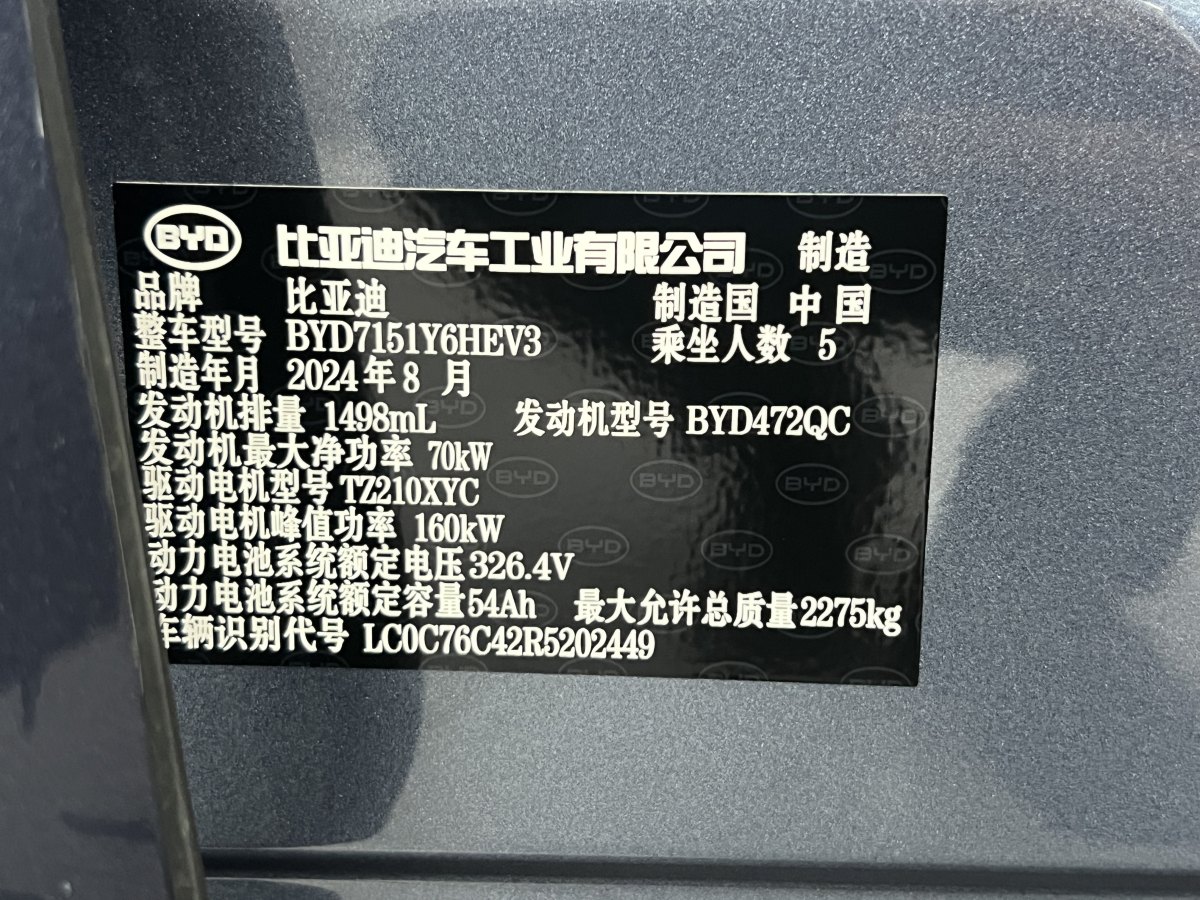 BYD 比亚迪汽车工业有限公司 制造
品牌 比亚迪 制造国 中国
整车型号 BYD7151Y6HEV3 乘坐人数 5
制造年月 2024年8月
发动机排量 1498mL 发动机型号 BYD472QC
发动机最大净功率 70kW
驱动电机型号 TZ210XYC
驱动电机峰值功率 160kW
动力电池系统额定电压 326.4V
动力电池系统额定容量 54Ah 最大允许总质量 2275kg
车辆识别代号 LC0C76C42R5202449